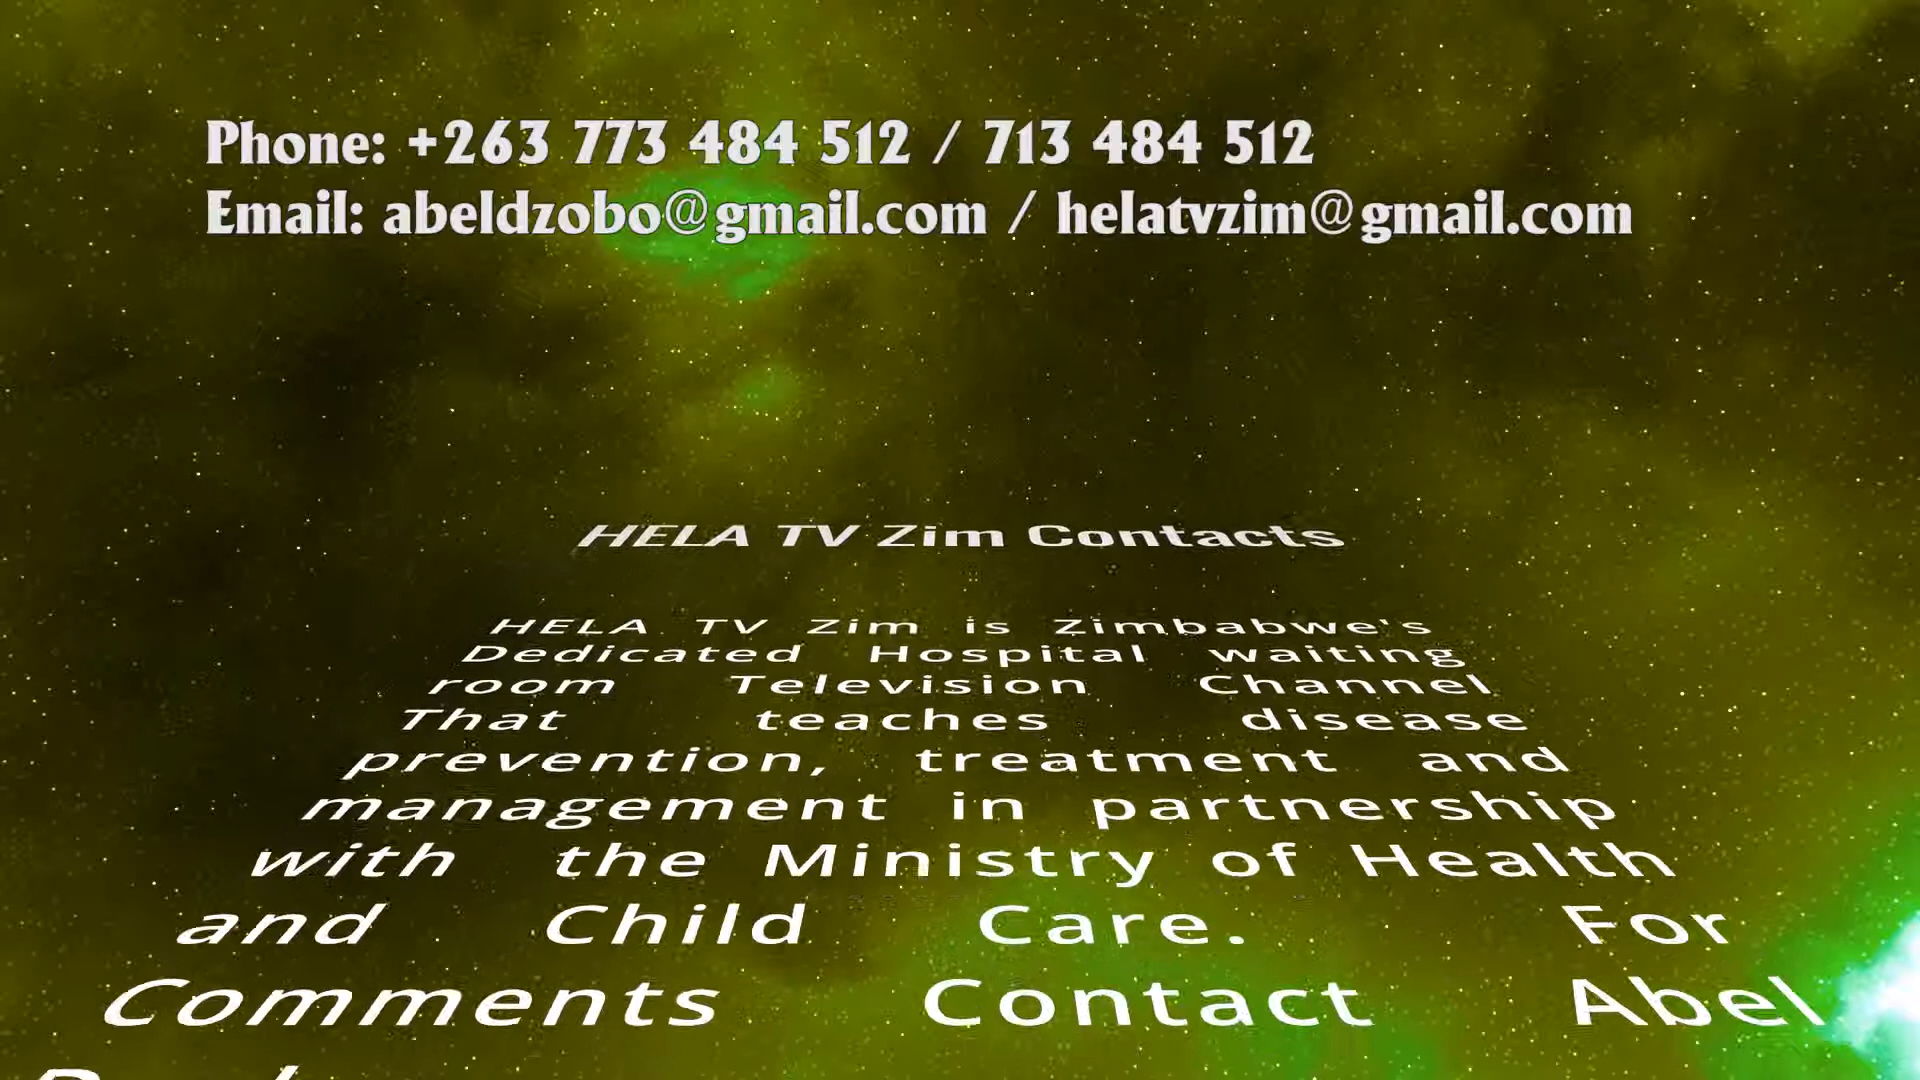 Phone: +263 773 484 512 / 713 484 512
Email: abeldzobo@gmail.com / helatvzim@gmail.com
HELA TV Zim Contacts
HELA TV Zim is Zimbabwe's
Dedicated Hospital waiting
room Television Channel
That teaches disease
prevention, treatment and
management in partnership
with the Ministry of Health
and Child Care. For
Comments Contact Abel